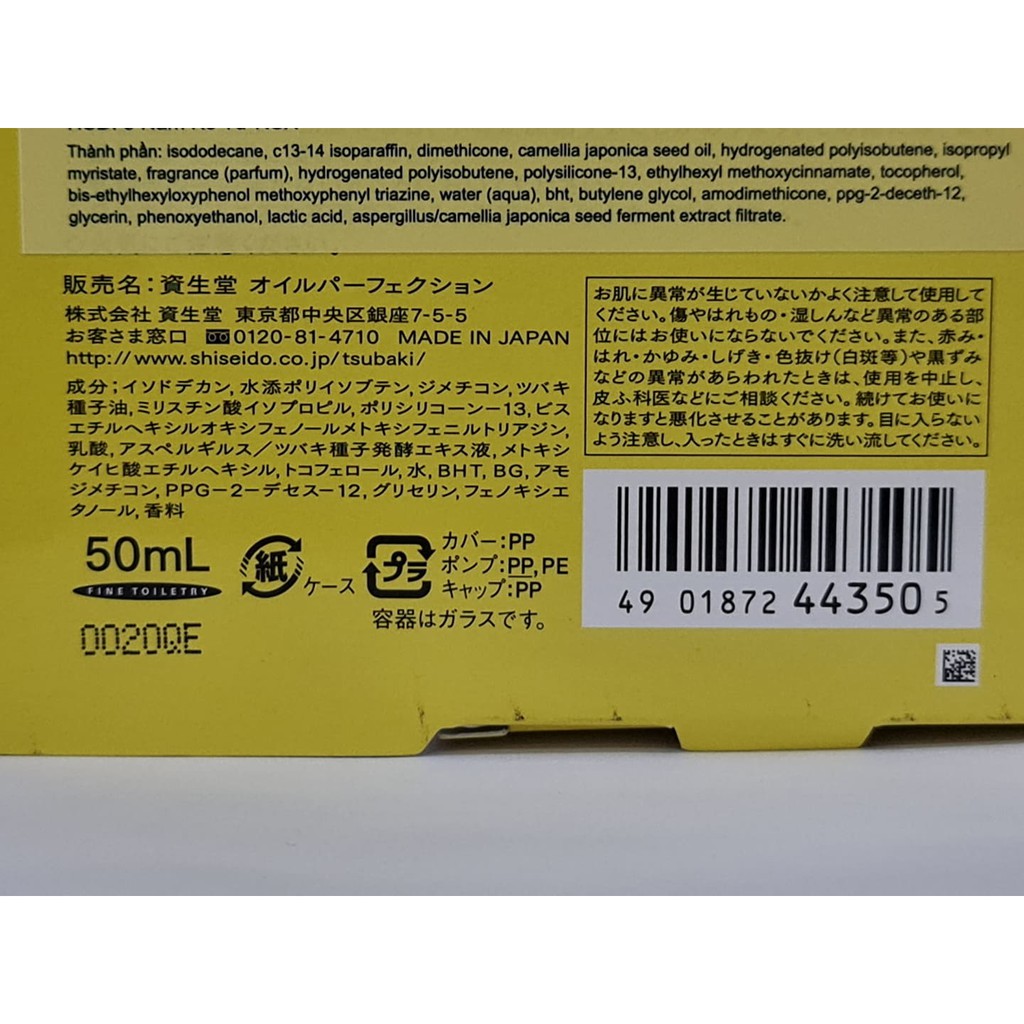 Thành phần: isododecane, c13-14 isoparaffin, dimethicone, camellia japonica seed oil, hydrogenated polyisobutene, isopropyl
myristate, fragrance (parfum), hydrogenated polyisobutene, polysilicone-13, ethylhexyl methoxycinnamate, tocopherol,
bis-ethylhexyloxyphenol methoxyphenyl triazine, water (aqua), bht, butylene glycol, amodimethicone, ppg-2-deceth-12,
glycerin, phenoxyethanol, lactic acid, aspergillus/camellia japonica seed ferment extract filtrate.
販売名：資生堂 オイルパーフェクション
株式会社 資生堂 東京都中央区銀座7-5-5
お客さま窓口 0120-81-4710 MADE IN JAPAN
http://www.shiseido.co.jp/tsubaki/
成分；イソドデカン，水添ポリイソブテン，ジメチコン，ツバキ
種子油，ミリスチン酸イソプロピル，ポリシリコーン－13，ビス
エチルヘキシルオキシフェノールメトキシフェニルトリアジン，
乳酸，アスペルギルス／ツバキ種子発酵エキス液，メトキシ
ケイヒ酸エチルヘキシル，トコフェロール，水，BHT，BG，アモ
ジメチコン，PPG－2－デセス－12，グリセリン，フェノキシエ
タノール，香料
お肌に異常が生じていないかよく注意して使用して
ください。傷やはれもの・湿しんなど異常のある部
位にはお使いにならないでください。また、赤み・
はれ・かゆみ・しげき・色抜け（白斑等）や黒ずみ
などの異常があらわれたときは、使用を中止し、
皮ふ科医などにご相談ください。続けてお使いに
なりますと悪化させることがあります。目に入らない
よう注意し、入ったときはすぐに洗い流してください。
50mL
FINE TOILETRY
紙
ケース
プラ
カバー：PP
ポンプ：PP，PE
キャップ：PP
容器はガラスです。
49 01872 44350 5
0020QE